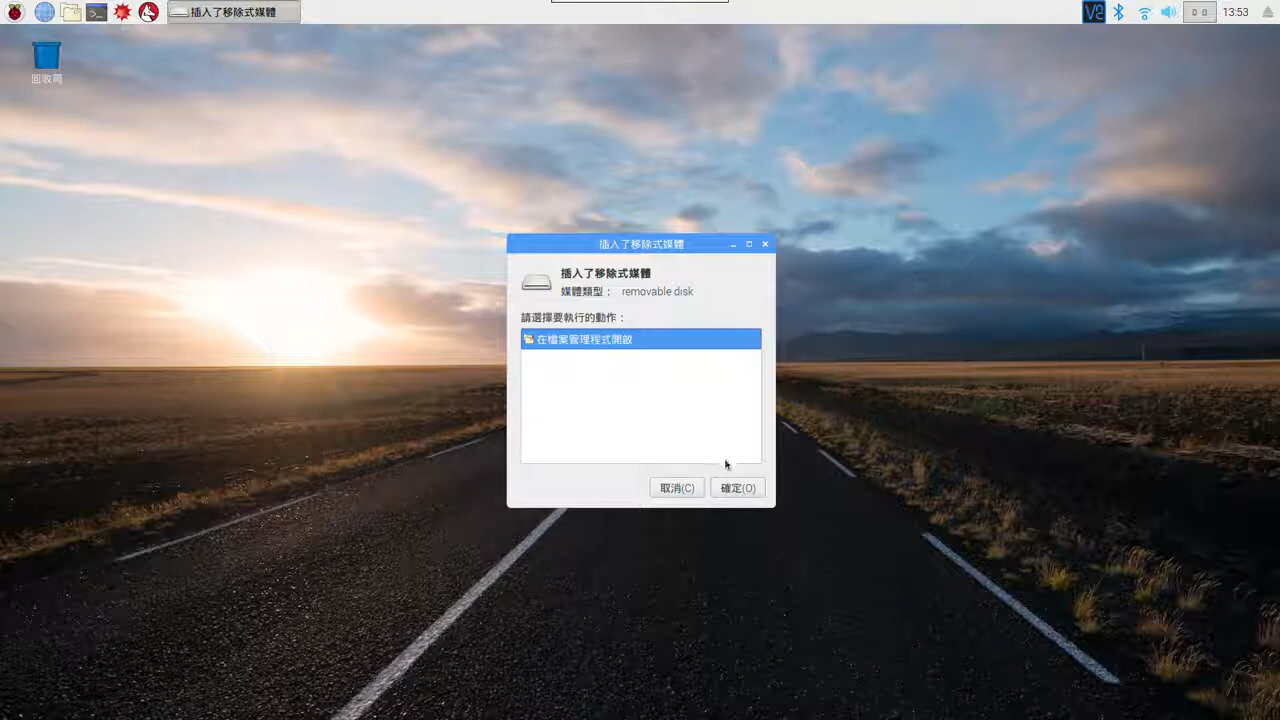 插入了移除式媒體
V2
13:53
回收筒
插入了移除式媒體
插入了移除式媒體
媒體類型： removable disk
請選擇要執行的動作：
在檔案管理程式開啟
取消(C)
確定(O)